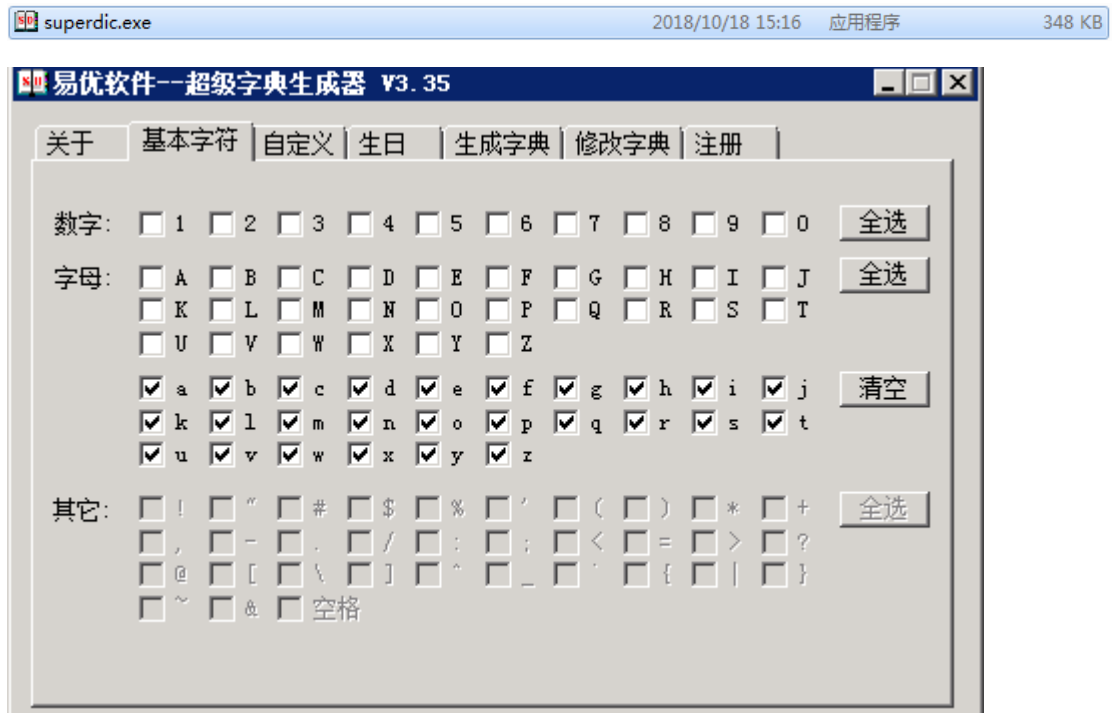 superdic.exe 2018/10/18 15:16 应用程序 348 KB
易优软件--超级字典生成器 V3.35
关于 基本字符 自定义 生日 生成字典 修改字典 注册
数字: 1 2 3 4 5 6 7 8 9 0 全选
字母: A B C D E F G H I J 全选
K L M N O P Q R S T
U V W X Y Z
a b c d e f g h i j 清空
k l m n o p q r s t
u v w x y z
其它: ! " # $ % ' ( ) * + 全选
, - . / : ; < = > ?
@ [ \ ] ^ _ ` { | }
~ & 空格